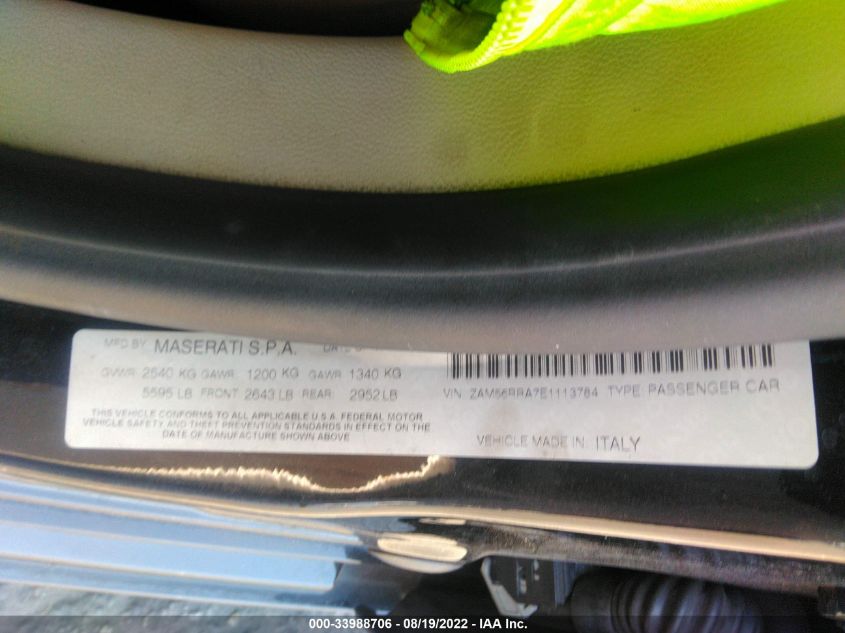 MFD BY MASERATI S.P.A.
GVWR 2540 KG GAWR 1200 KG GAWR 1340 KG
5595 LB FRONT 2643 LB REAR 2952 LB
THIS VEHICLE CONFORMS TO ALL APPLICABLE U.S.A. FEDERAL MOTOR
VEHICLE SAFETY AND THEFT PREVENTION STANDARDS IN EFFECT ON THE
DATE OF MANUFACTURE SHOWN ABOVE
VIN: ZAM56RRA7E1113784 TYPE: PASSENGER CAR
VEHICLE MADE IN: ITALY
000-33988706 - 08/19/2022 - IAA Inc.